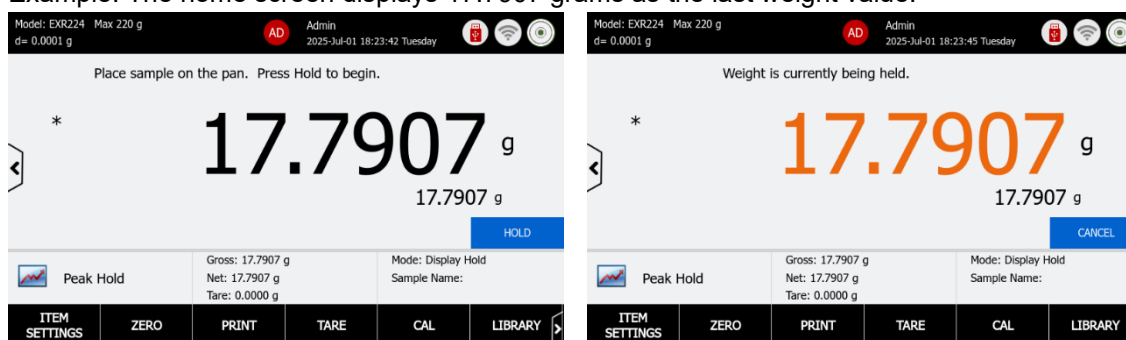 Example: The home screen displays 17.7907 grams as the last weight value.
Model: EXR224 Max 220 g
d= 0.0001 g
AD
Admin
2025-Jul-01 18:23:42 Tuesday
Place sample on the pan. Press Hold to begin.
*
17.7907 g
17.7907 g
HOLD
Peak Hold
Gross: 17.7907 g
Net: 17.7907 g
Tare: 0.0000 g
Mode: Display Hold
Sample Name:
ITEM SETTINGS ZERO PRINT TARE CAL LIBRARY
Model: EXR224 Max 220 g
d= 0.0001 g
AD
Admin
2025-Jul-01 18:23:45 Tuesday
Weight is currently being held.
*
17.7907 g
17.7907 g
CANCEL
Peak Hold
Gross: 17.7907 g
Net: 17.7907 g
Tare: 0.0000 g
Mode: Display Hold
Sample Name:
ITEM SETTINGS ZERO PRINT TARE CAL LIBRARY